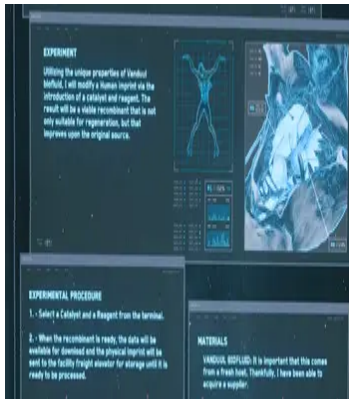 EXPERIMENT
Utilising the unique properties of Vanduul
biofluid, I will modify a Human imprint via the
introduction of a catalyst and reagent. The
result will be a viable recombinant that is not
only suitable for regeneration, but that
improves upon the original source.
EXPERIMENTAL PROCEDURE
1. - Select a Catalyst and a Reagent from the terminal.
2. - When the recombinant is ready, the data will be
available for download and the physical imprint will be
sent to the facility freight elevator for storage until it is
ready to be processed.
MATERIALS
VANDUUL BIOFLUID: It is important that this comes
from a fresh host. Thankfully, I have been able to
acquire a supplier.